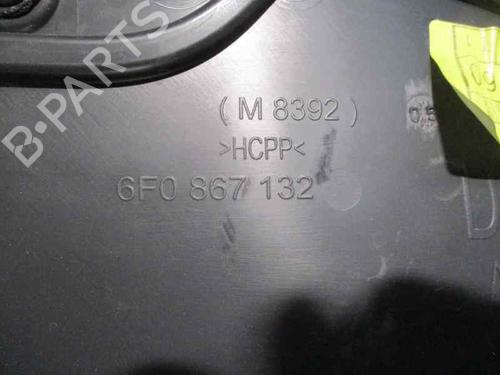 ( M 8392 )
>HCPP<
6F0 867 132
B-PARTS